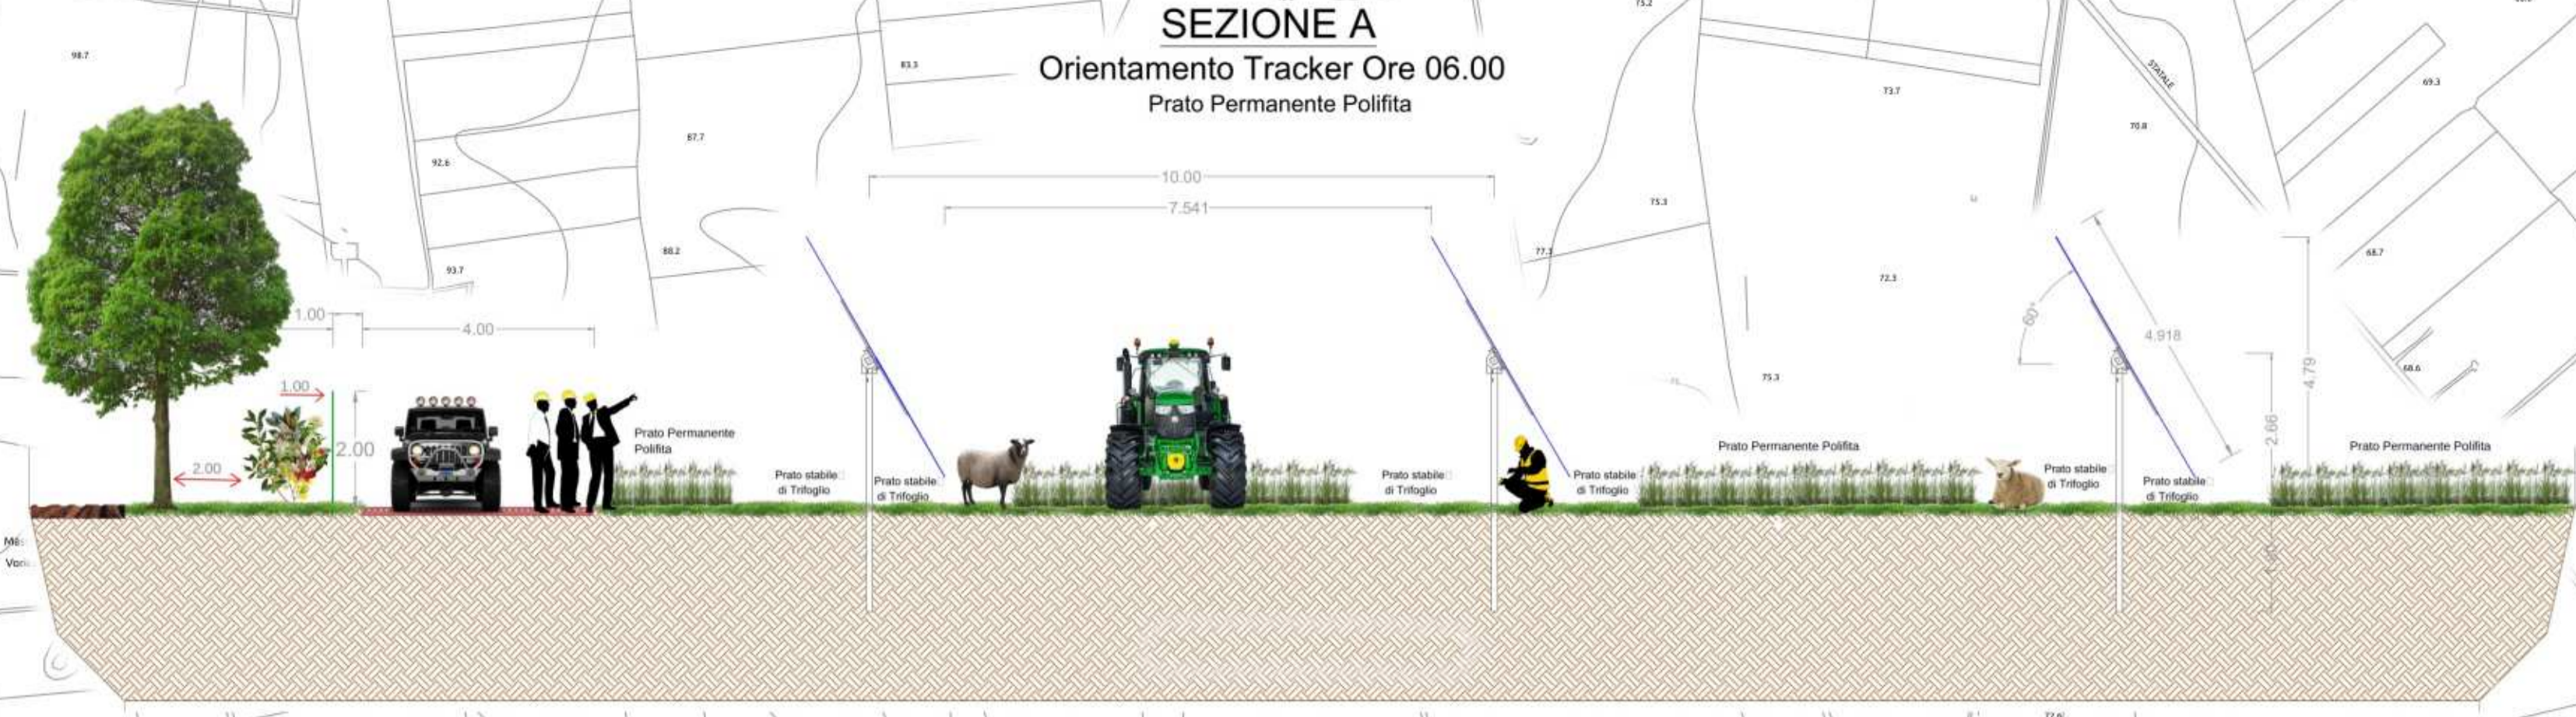 SEZIONE A
Orientamento Tracker Ore 06.00
Prato Permanente Polifita
98.7
83.3
75.2
STATALE
69.3
73.7
70.8
87.7
92.6
10.00
75.3
7.541
88.2
77.3
68.7
93.7
72.3
1.00
4.00
60°
4.918
4.79
75.3
68.6
1.00
2.00
2.00
2.66
Prato Permanente
Polifita
Prato stabile
di Trifoglio
Prato stabile
di Trifoglio
Prato stabile
di Trifoglio
Prato stabile
di Trifoglio
Prato Permanente Polifita
Prato stabile
di Trifoglio
Prato stabile
di Trifoglio
Prato Permanente Polifita